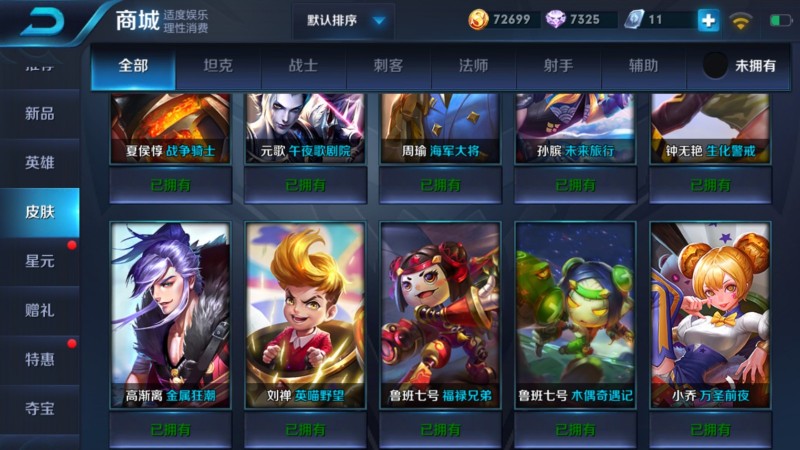 商城
适度娱乐
理性消费
默认排序
72699
7325
11
全部 坦克 战士 刺客 法师 射手 辅助 未拥有
推荐
新品
英雄
皮肤
星元
赠礼
特惠
夺宝
夏侯惇 战争骑士
元歌 午夜歌剧院
周瑜 海军大将
孙膑 未来旅行
钟无艳 生化警戒
已拥有
已拥有
已拥有
已拥有
已拥有
高渐离 金属狂潮
刘禅 英喵野望
鲁班七号 福禄兄弟
鲁班七号 木偶奇遇记
小乔 万圣前夜
已拥有
已拥有
已拥有
已拥有
已拥有